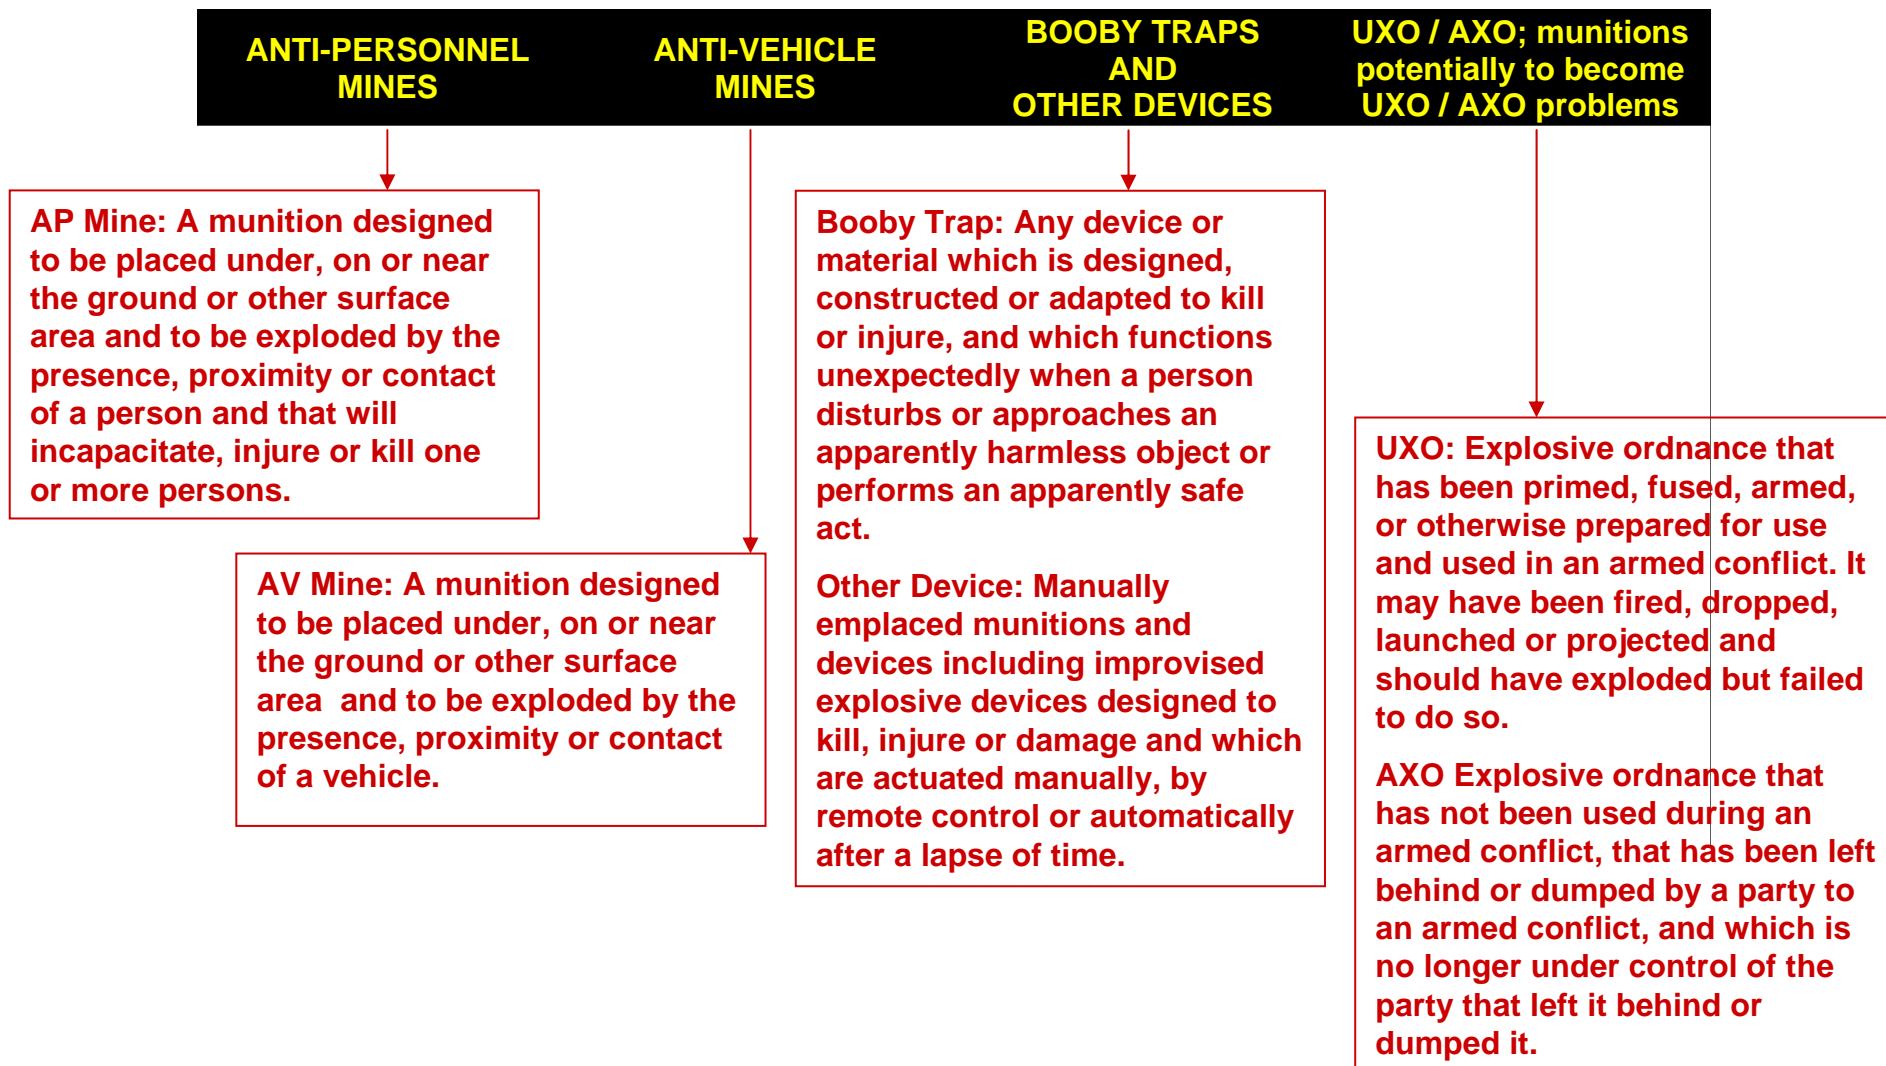 ANTI-PERSONNEL
MINES
ANTI-VEHICLE
MINES
BOOBY TRAPS
AND
OTHER DEVICES
UXO / AXO; munitions
potentially to become
UXO / AXO problems
AP Mine: A munition designed
to be placed under, on or near
the ground or other surface
area and to be exploded by the
presence, proximity or contact
of a person and that will
incapacitate, injure or kill one
or more persons.
AV Mine: A munition designed
to be placed under, on or near
the ground or other surface
area  and to be exploded by the
presence, proximity or contact
of a vehicle.
Booby Trap: Any device or
material which is designed,
constructed or adapted to kill
or injure, and which functions
unexpectedly when a person
disturbs or approaches an
apparently harmless object or
performs an apparently safe
act.
Other Device: Manually
emplaced munitions and
devices including improvised
explosive devices designed to
kill, injure or damage and which
are actuated manually, by
remote control or automatically
after a lapse of time.
UXO: Explosive ordnance that
has been primed, fused, armed,
or otherwise prepared for use
and used in an armed conflict. It
may have been fired, dropped,
launched or projected and
should have exploded but failed
to do so.
AXO Explosive ordnance that
has not been used during an
armed conflict, that has been left
behind or dumped by a party to
an armed conflict, and which is
no longer under control of the
party that left it behind or
dumped it.